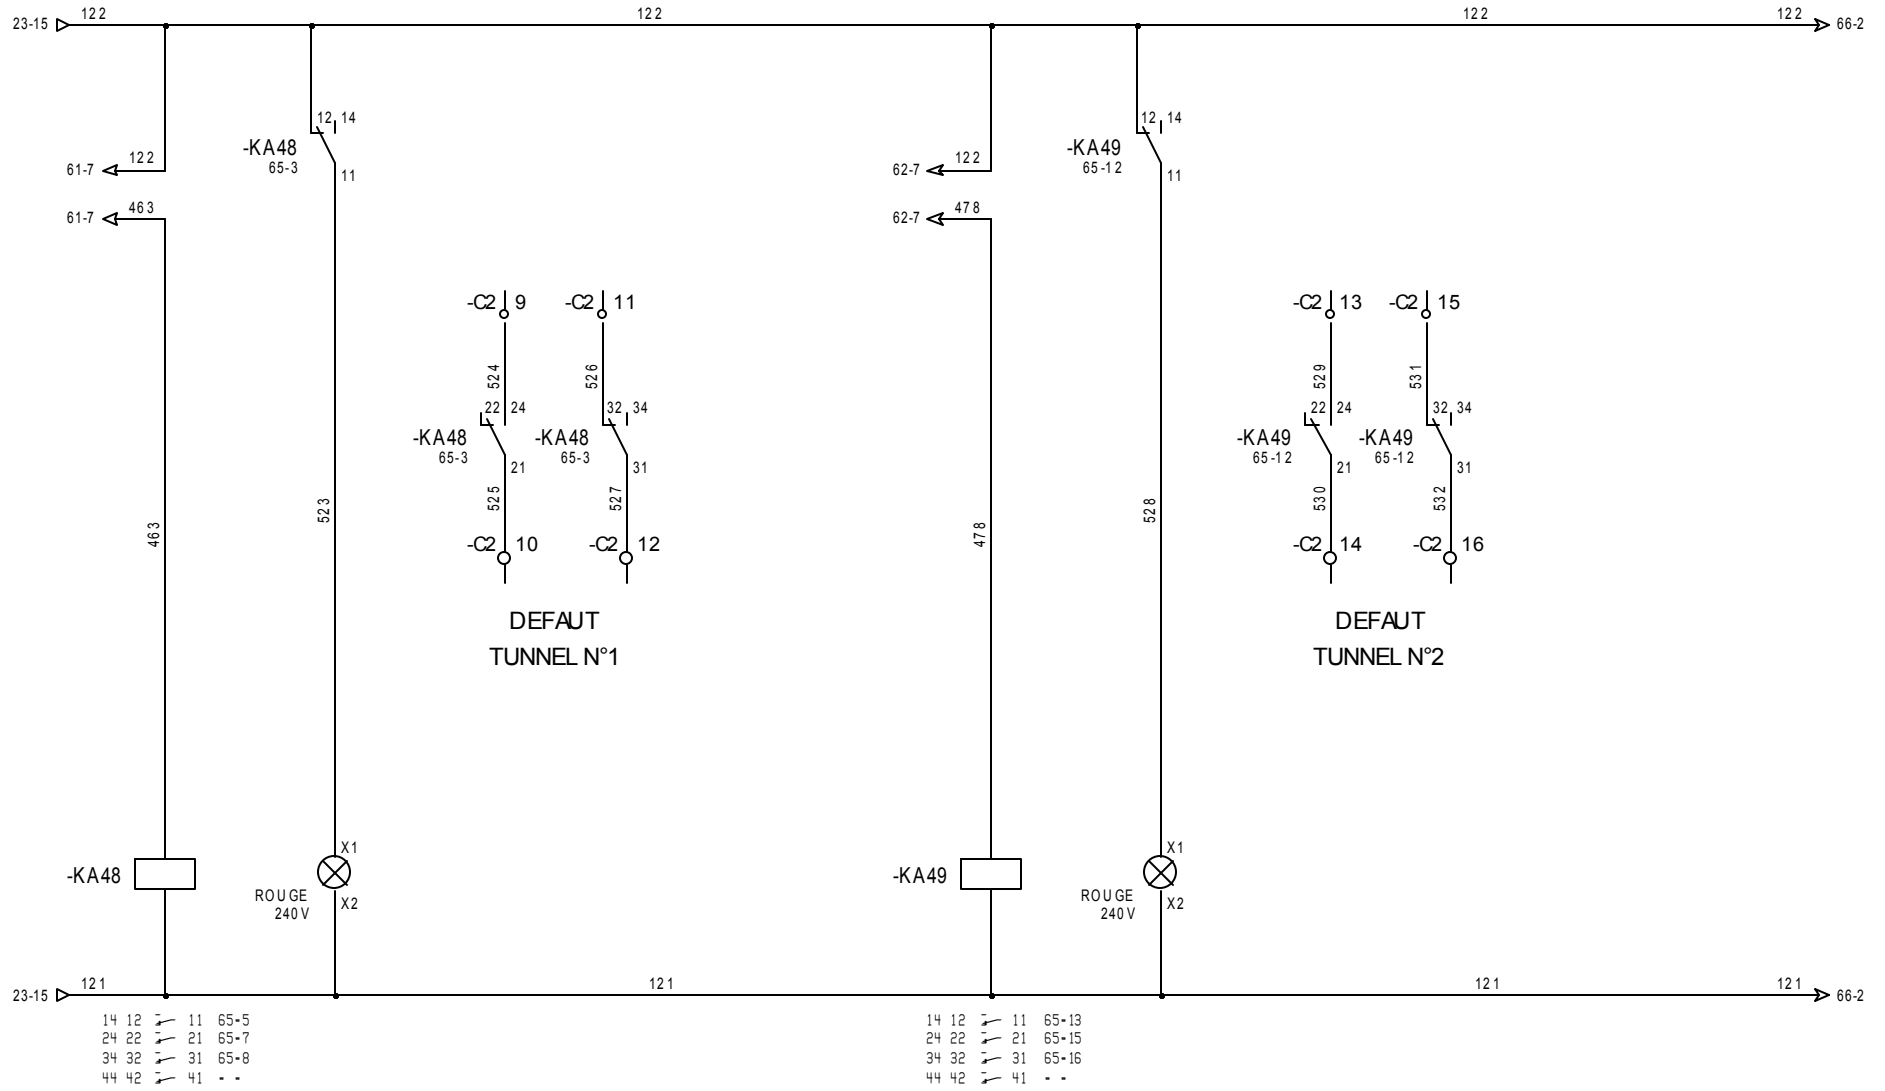 122 122 122 122
23-15 66-2
12 14 12 14
-KA48 -KA49
122 65-3 122 65-12
61-7 11 62-7 11
463 478
61-7 62-7
-C2 9 -C2 11 -C2 13 -C2 15
524 526 529 531
22 24 32 34 22 24 32 34
-KA48 -KA48 -KA49 -KA49
65-3 65-3 65-12 65-12
21 31 21 31
463 523 525 527 478 528 530 532
-C2 10 -C2 12 -C2 14 -C2 16
DEFAUT DEFAUT
TUNNEL N°1 TUNNEL N°2
X1 X1
-KA48 -KA49
ROUGE X2 ROUGE X2
240V 240V
121 121 121 121
23-15 66-2
14 12 11 65-5 14 12 11 65-13
24 22 21 65-7 24 22 21 65-15
34 32 31 65-8 34 32 31 65-16
44 42 41 - - 44 42 41 - -